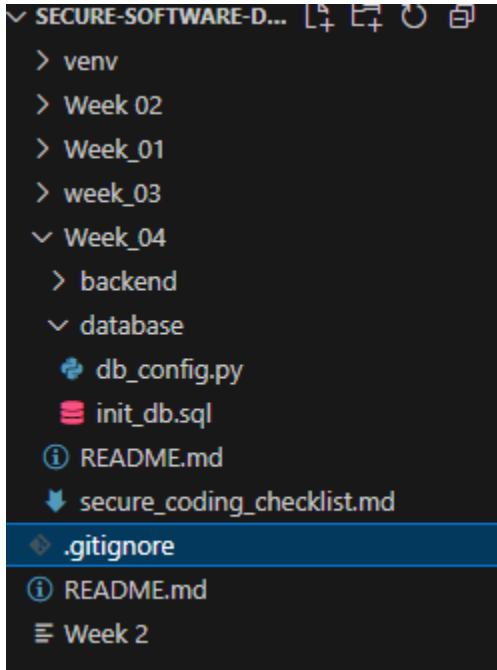 SECURE-SOFTWARE-D...
venv
Week 02
Week_01
week_03
Week_04
backend
database
db_config.py
init_db.sql
README.md
secure_coding_checklist.md
.gitignore
README.md
Week 2